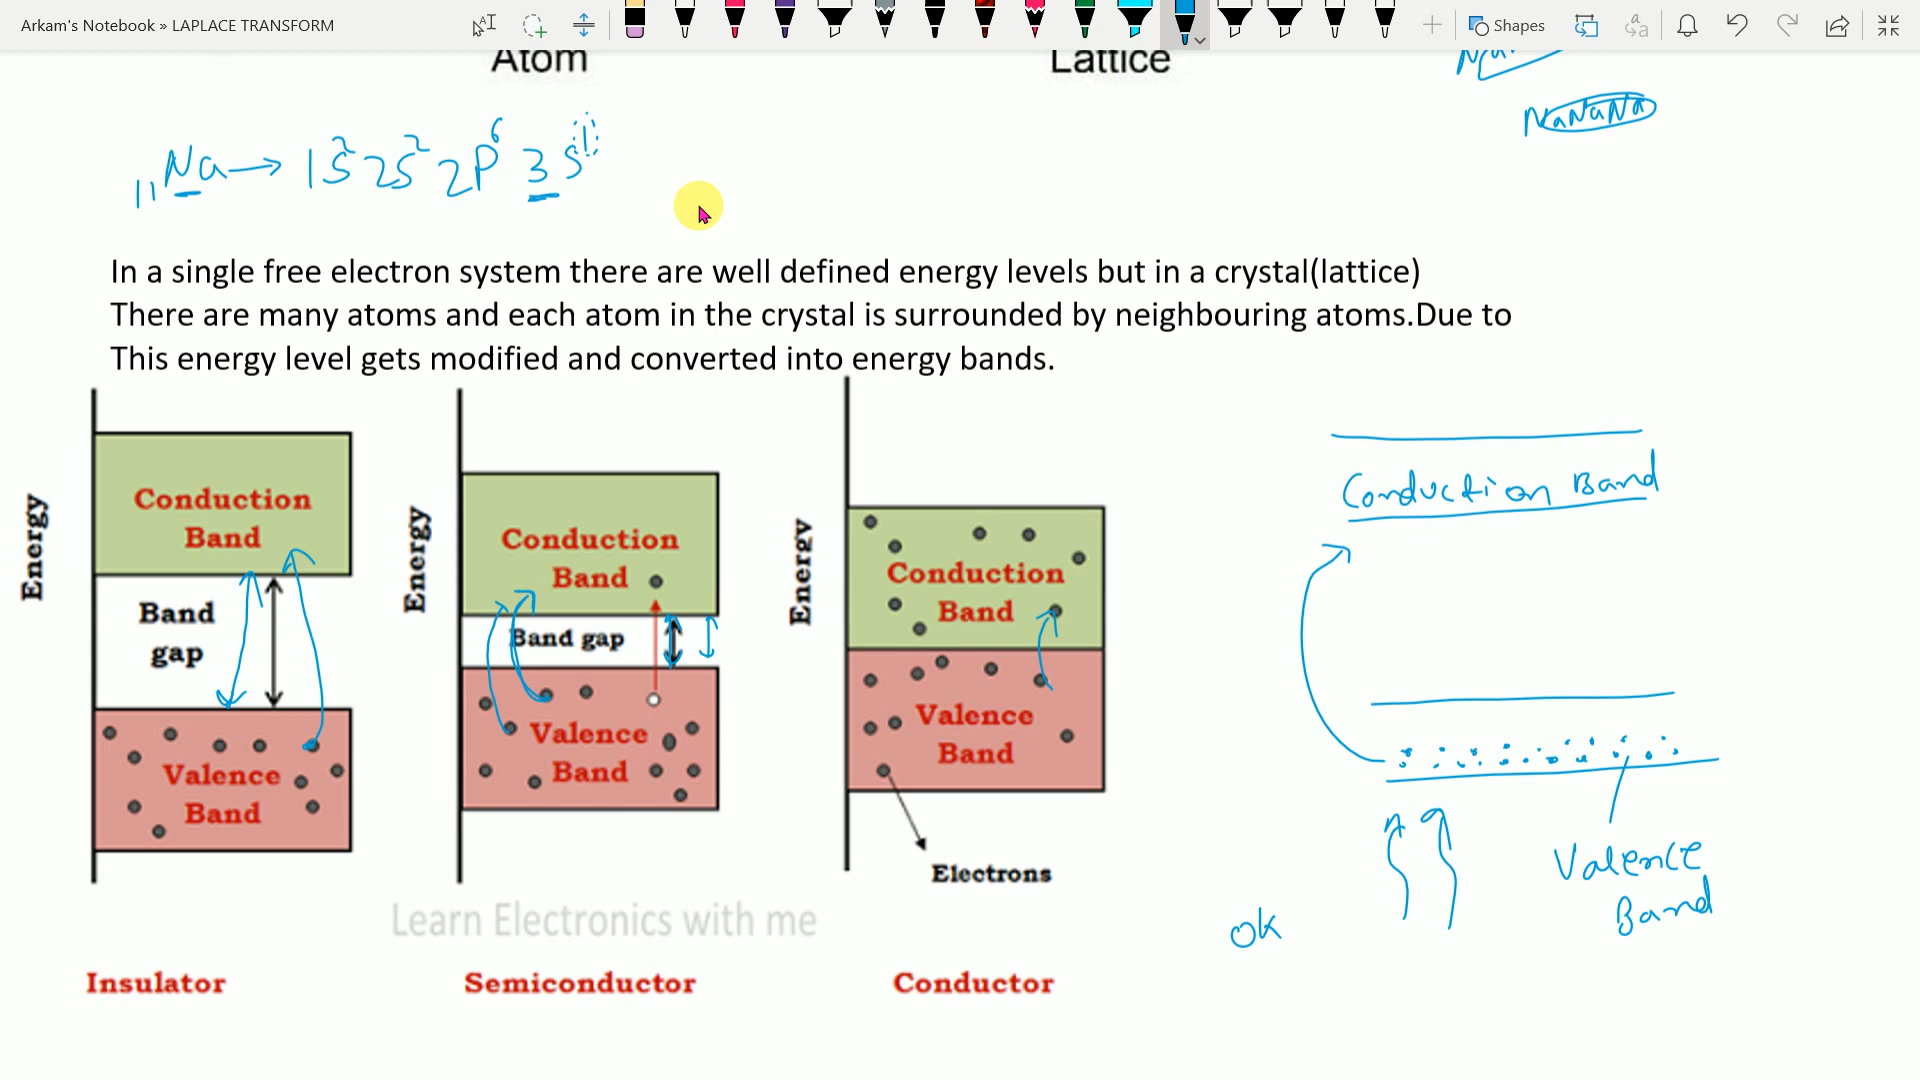 Arkam's Notebook » LAPLACE TRANSFORM
Shapes
Atom
Lattice
Na
NaNaNa
11Na → 1S² 2S² 2P⁶ 3S¹
In a single free electron system there are well defined energy levels but in a crystal(lattice)
There are many atoms and each atom in the crystal is surrounded by neighbouring atoms.Due to
This energy level gets modified and converted into energy bands.
Energy
Conduction
Band
Band
gap
Valence
Band
Energy
Conduction
Band
Band gap
Valence
Band
Energy
Conduction
Band
Valence
Band
Electrons
Conduction Band
Valence
Band
OK
Learn Electronics with me
Insulator
Semiconductor
Conductor